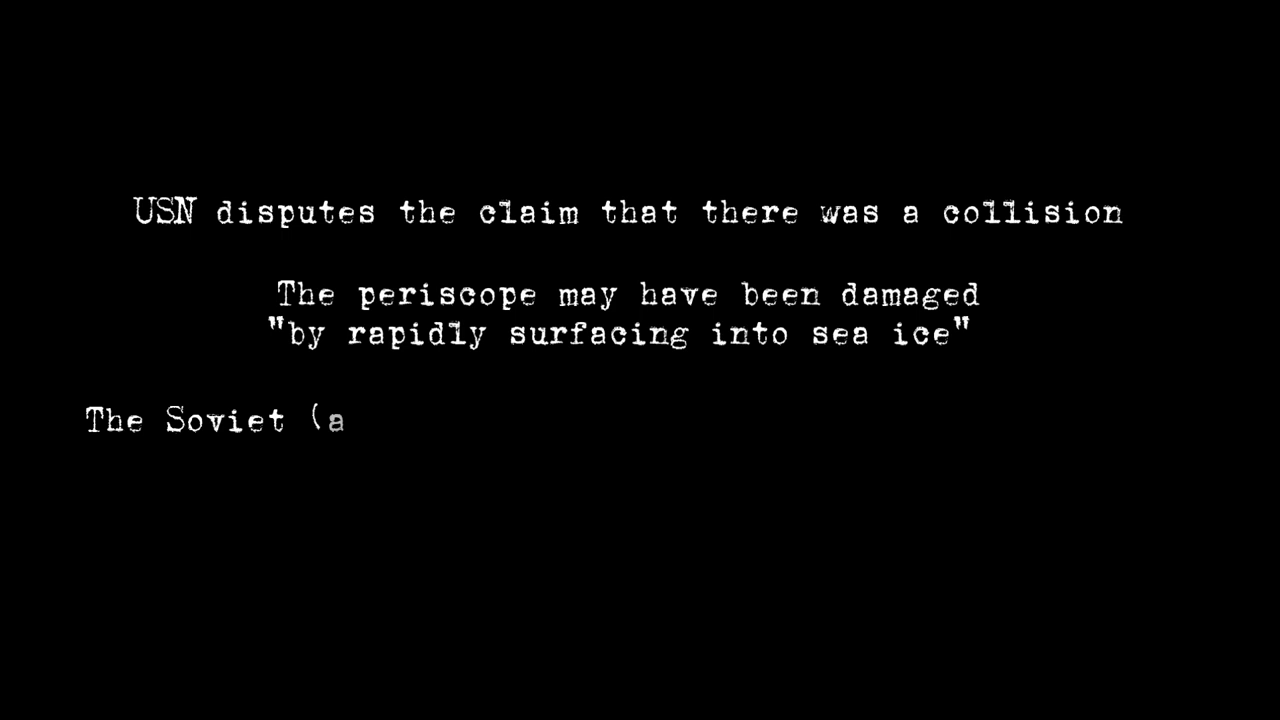 USN disputes the claim that there was a collision
The periscope may have been damaged
"by rapidly surfacing into sea ice"
The Soviet (a